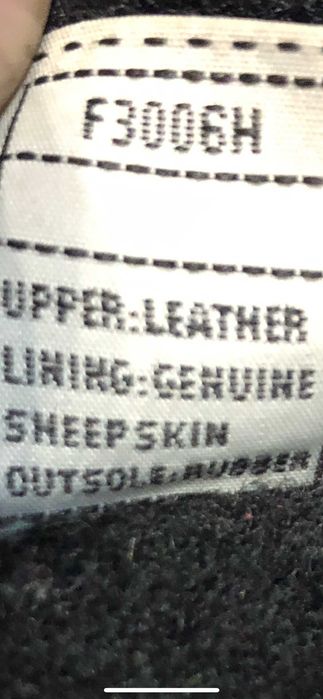 F3006H
UPPER:LEATHER
LINING:GENUINE
SHEEPSKIN
OUTSOLE:RUBBER